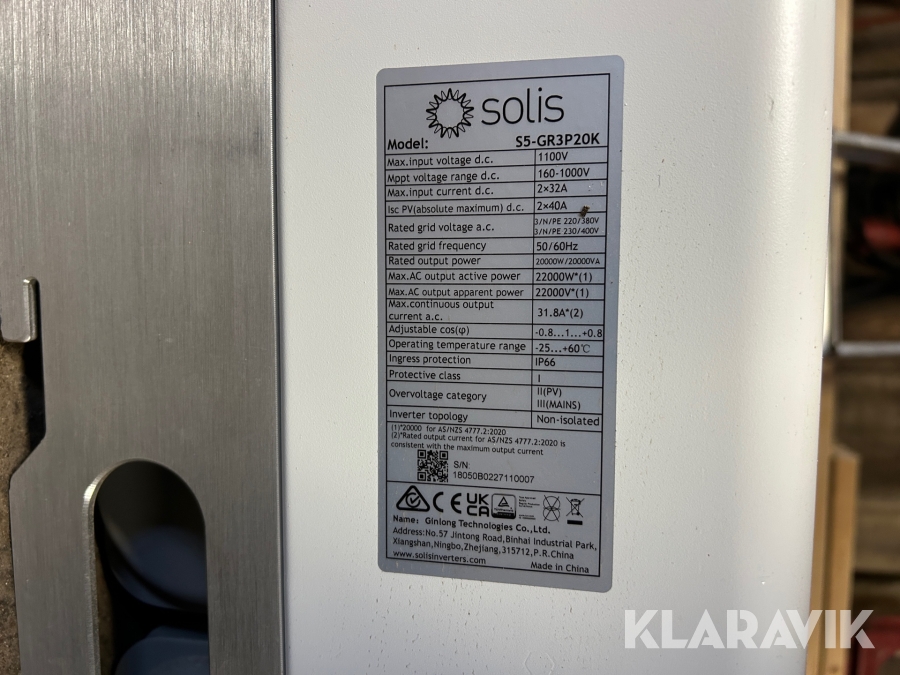 solis
Model: S5-GR3P20K
Max.input voltage d.c. 1100V
Mppt voltage range d.c. 160-1000V
Max.input current d.c. 2×32A
Isc PV(absolute maximum) d.c. 2×40A
Rated grid voltage a.c. 3/N/PE 220/380V
3/N/PE 230/400V
Rated grid frequency 50/60Hz
Rated output power 20000W/20000VA
Max.AC output active power 22000W*(1)
Max.AC output apparent power 22000V*(1)
Max.continuous output
current a.c. 31.8A*(2)
Adjustable cos(φ) -0.8...1...+0.8
Operating temperature range -25...+60℃
Ingress protection IP66
Protective class I
Overvoltage category II(PV)
III(MAINS)
Inverter topology Non-isolated
(1)*20000 for AS/NZS 4777.2:2020
(2)*Rated output current for AS/NZS 4777.2:2020 is
consistent with the maximum output current
S/N:
18050B0227110007
CE UK
CA
Name: Ginlong Technologies Co.,Ltd.
Address:No.57 Jintong Road,Binhai Industrial Park,
Xiangshan,Ningbo,Zhejiang,315712,P.R.China
www.solisinverters.com Made in China
KLARAVIK